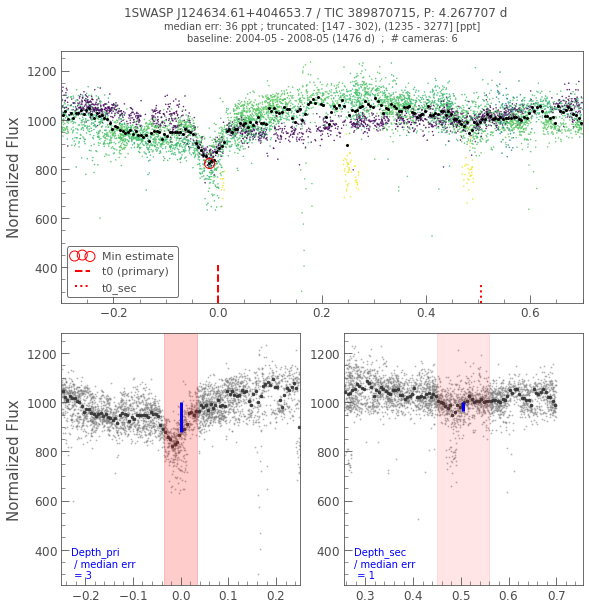 1SWASP J124634.61+404653.7 / TIC 389870715, P: 4.267707 d
median err: 36 ppt ; truncated: [147 - 302), (1235 - 3277] [ppt]
baseline: 2004-05 - 2008-05 (1476 d)  ;  # cameras: 6
Normalized Flux
1200
1000
800
600
400
Min estimate
t0 (primary)
t0_sec
−0.2
0.0
0.2
0.4
0.6
Normalized Flux
1200
1000
800
600
400
Depth_pri
/ median err
= 3
−0.2
−0.1
0.0
0.1
0.2
1200
1000
800
600
400
Depth_sec
/ median err
= 1
0.3
0.4
0.5
0.6
0.7